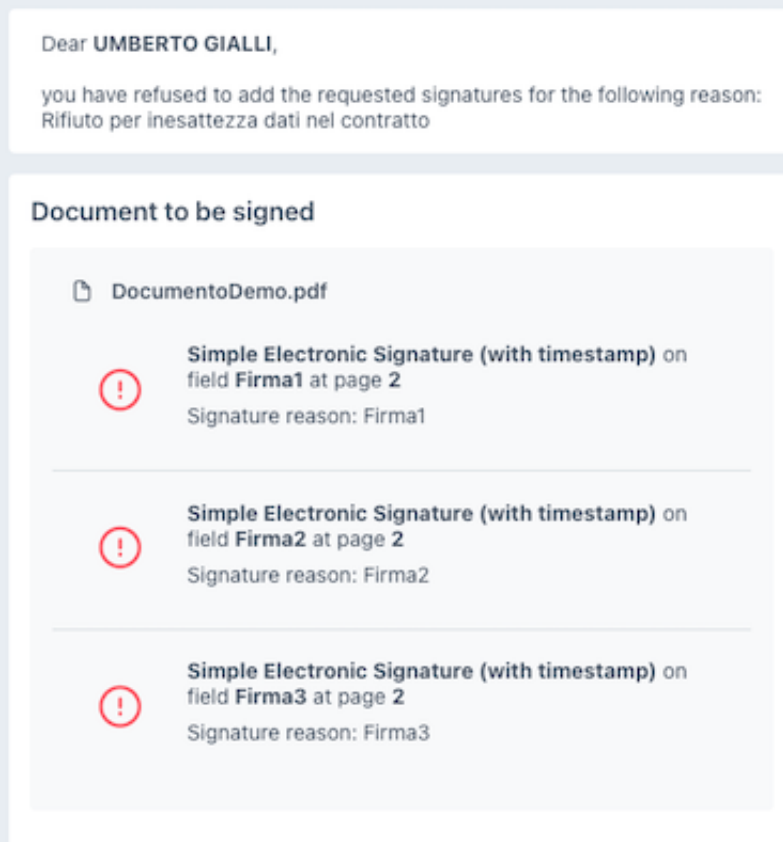 Dear UMBERTO GIALLI,
you have refused to add the requested signatures for the following reason:
Rifiuto per inesattezza dati nel contratto
Document to be signed
DocumentoDemo.pdf
Simple Electronic Signature (with timestamp) on
field Firma1 at page 2
Signature reason: Firma1
Simple Electronic Signature (with timestamp) on
field Firma2 at page 2
Signature reason: Firma2
Simple Electronic Signature (with timestamp) on
field Firma3 at page 2
Signature reason: Firma3